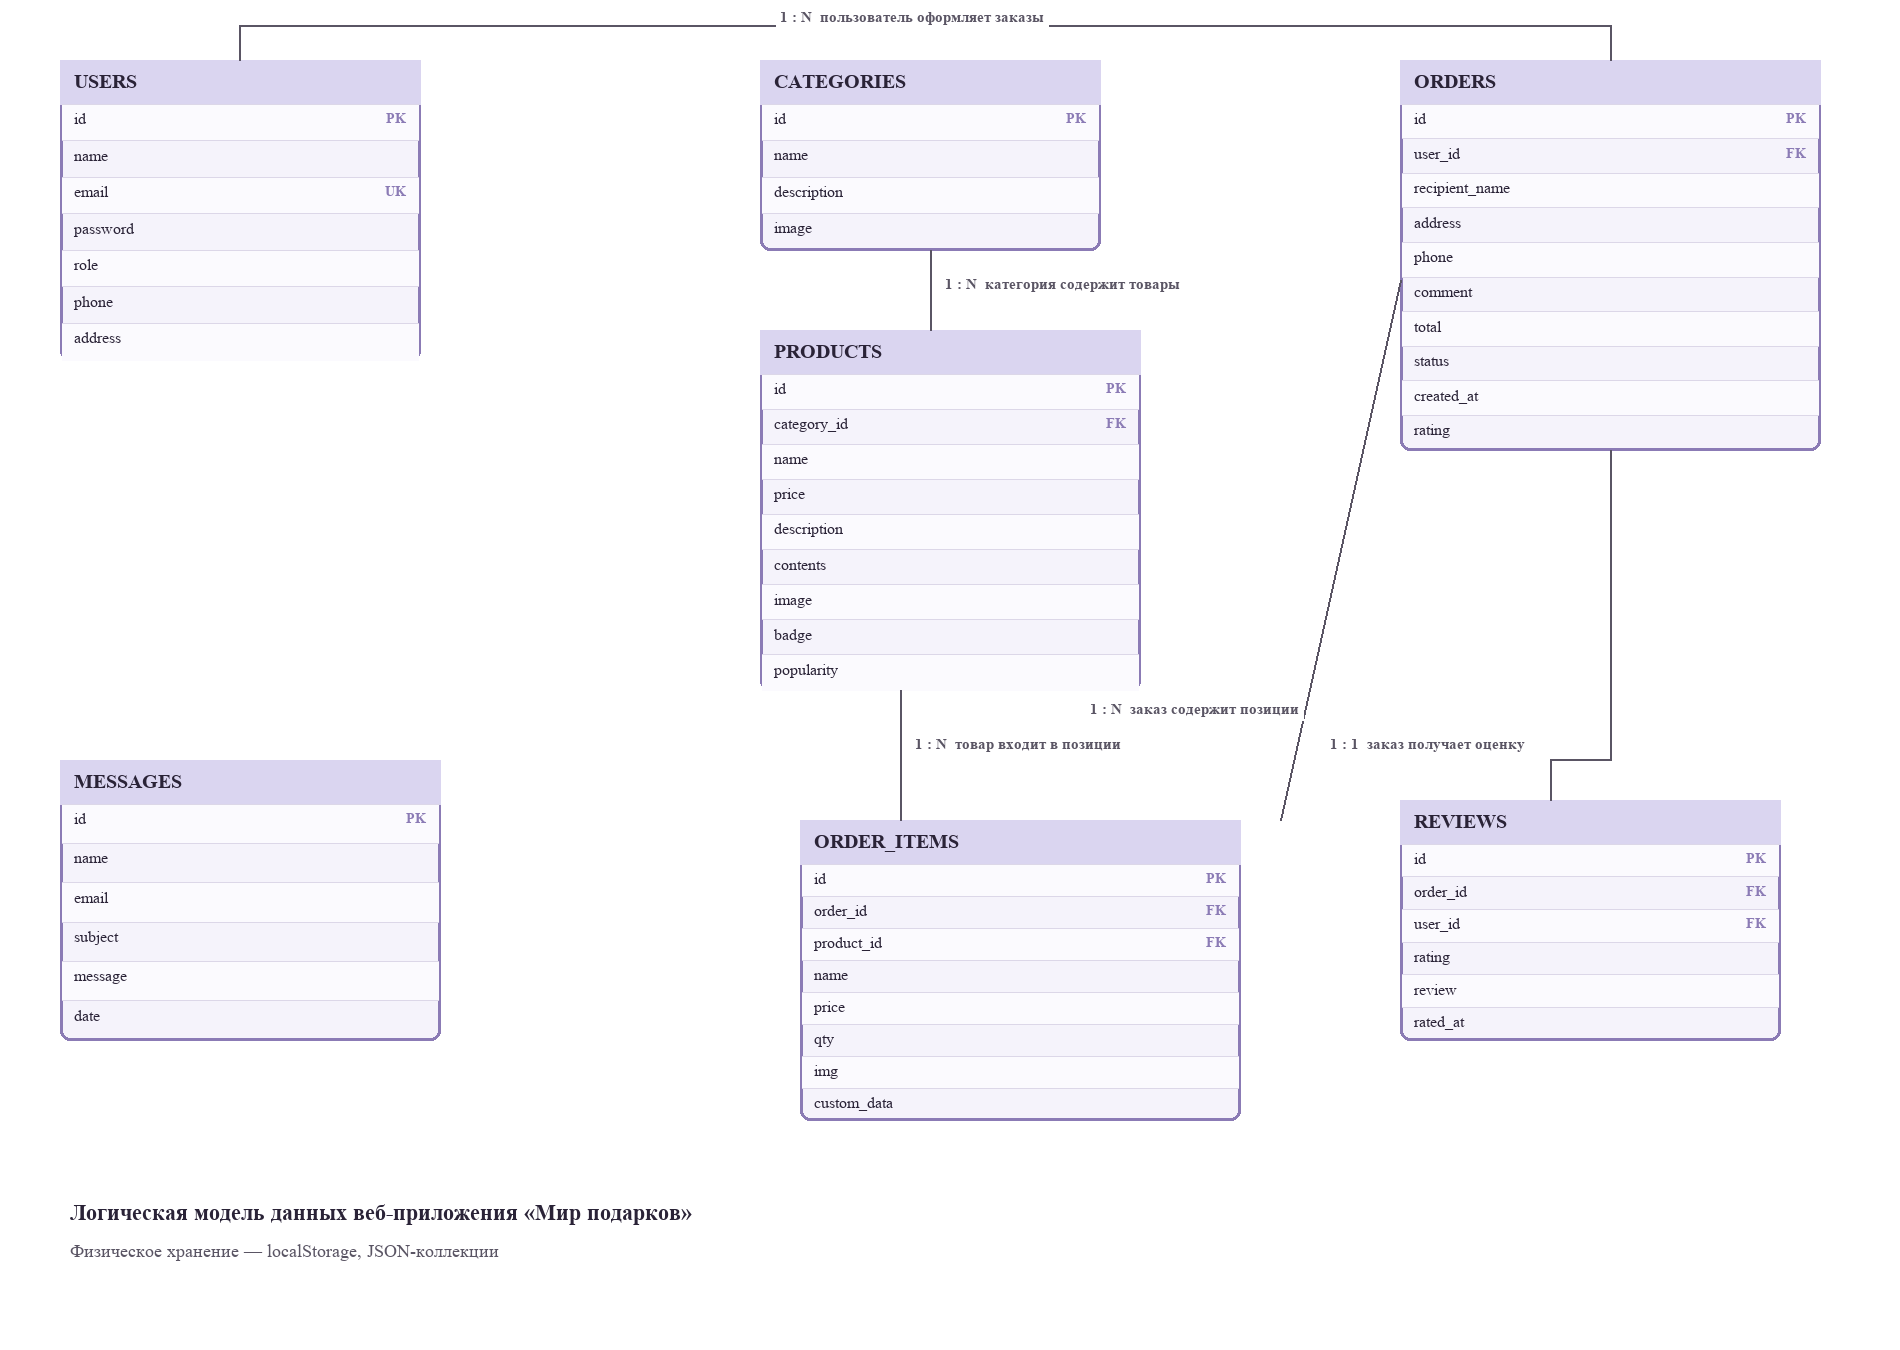 1 : N  пользователь оформляет заказы
USERS
id PK
name
email UK
password
role
phone
address
CATEGORIES
id PK
name
description
image
ORDERS
id PK
user_id FK
recipient_name
address
phone
comment
total
status
created_at
rating
1 : N  категория содержит товары
PRODUCTS
id PK
category_id FK
name
price
description
contents
image
badge
popularity
1 : N  заказ содержит позиции
1 : N  товар входит в позиции
1 : 1  заказ получает оценку
MESSAGES
id PK
name
email
subject
message
date
ORDER_ITEMS
id PK
order_id FK
product_id FK
name
price
qty
img
custom_data
REVIEWS
id PK
order_id FK
user_id FK
rating
review
rated_at
Логическая модель данных веб-приложения «Мир подарков»
Физическое хранение — localStorage, JSON-коллекции